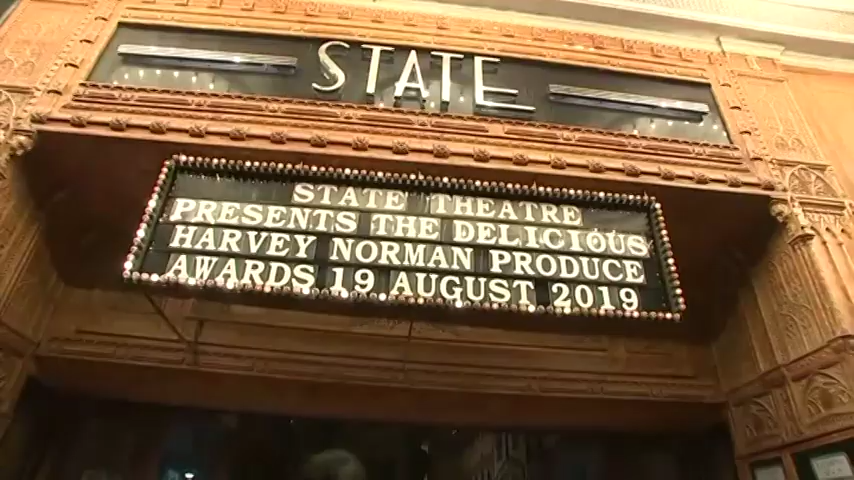 STATE
STATE THEATRE
PRESENTS THE DELICIOUS
HARVEY NORMAN PRODUCE
AWARDS 19 AUGUST 2019